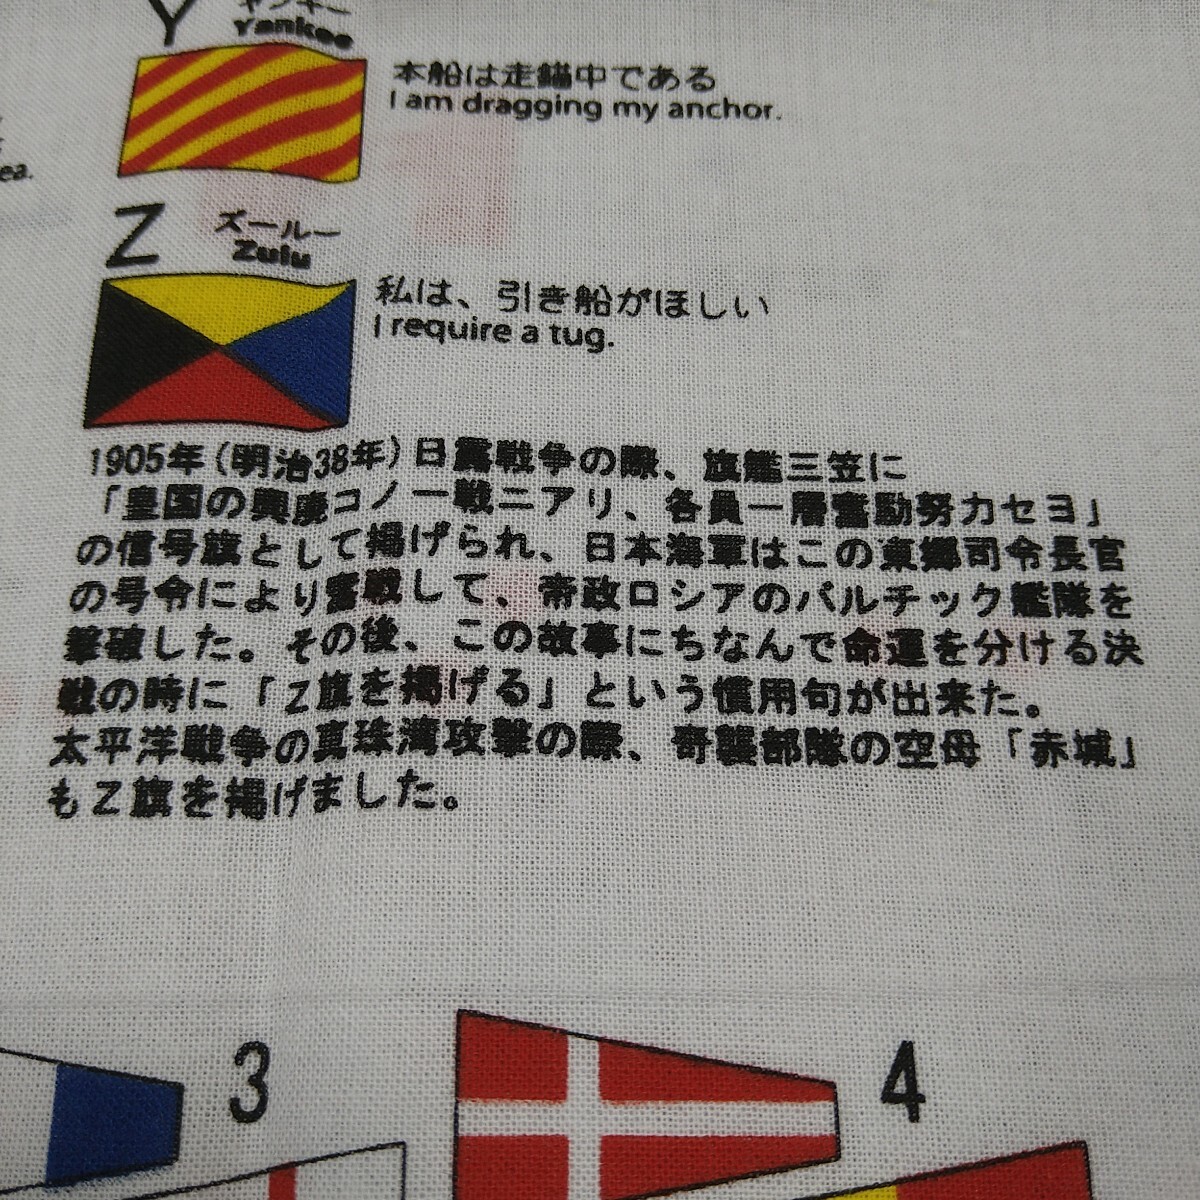 Y ヤンキー
Yankee
本船は走錨中である
I am dragging my anchor.
ea.
Z ズールー
Zulu
私は、引き船がほしい
I require a tug.
1905年(明治38年)日露戦争の際、旗艦三笠に
「皇国の興廃コノ一戦ニアリ、各員一層奮励努力セヨ」
の信号旗として掲げられ、日本海軍はこの東郷司令長官
の号令により奮戦して、帝政ロシアのバルチック艦隊を
撃破した。その後、この故事にちなんで命運を分ける決
戦の時に「Z旗を掲げる」という慣用句が出来た。
太平洋戦争の真珠湾攻撃の際、奇襲部隊の空母「赤城」
もZ旗を掲げました。
3
4